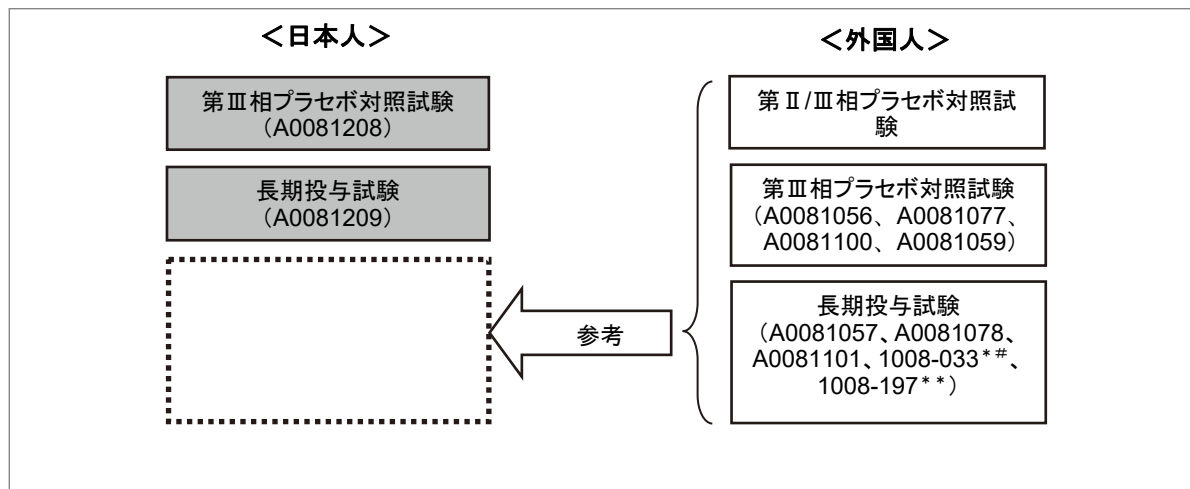 ＜日本人＞
第Ⅲ相プラセボ対照試験
（A0081208）
長期投与試験
（A0081209）
参考
＜外国人＞
第Ⅱ/Ⅲ相プラセボ対照試
験
第Ⅲ相プラセボ対照試験
（A0081056、A0081077、
A0081100、A0081059）
長期投与試験
（A0081057、A0081078、
A0081101、1008-033*#、
1008-197**）